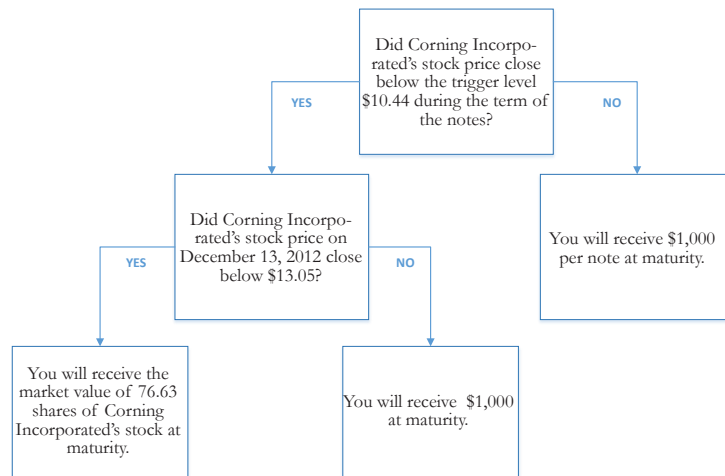 Did Corning Incorpo-
rated's stock price close
below the trigger level
$10.44 during the term of
the notes?
YES
NO
Did Corning Incorpo-
rated's stock price on
December 13, 2012 close
below $13.05?
You will receive $1,000
per note at maturity.
YES
NO
You will receive the
market value of 76.63
shares of Corning
Incorporated's stock at
maturity.
You will receive $1,000
at maturity.